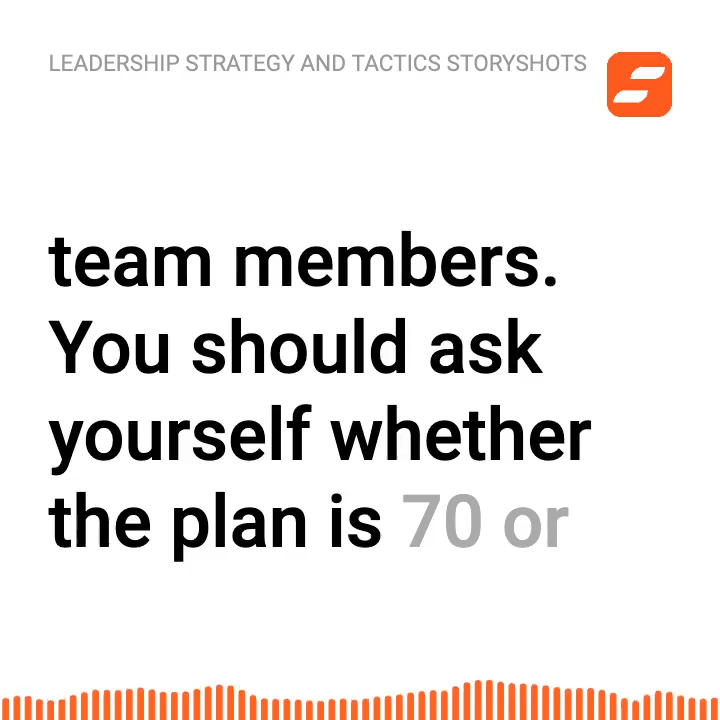 LEADERSHIP STRATEGY AND TACTICS STORYSHOTS
team members.
You should ask
yourself whether
the plan is 70 or